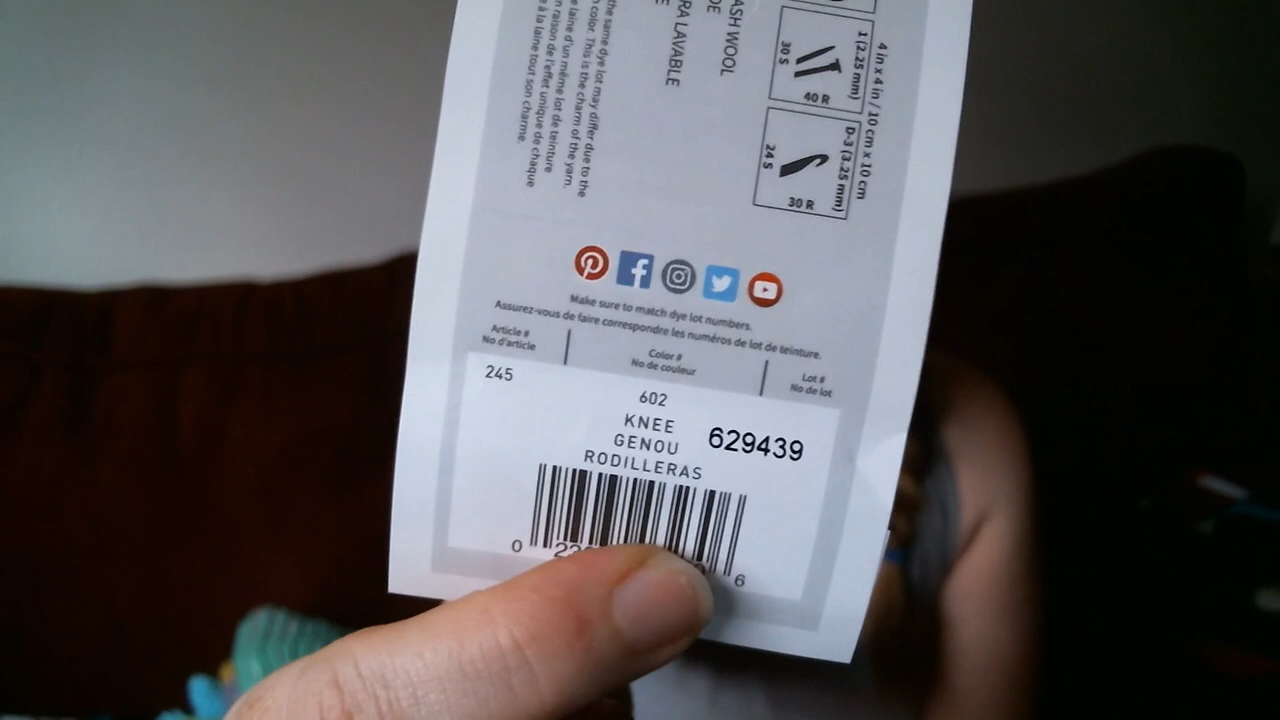 4 in x 4 in / 10 cm x 10 cm
1 (2.25 mm)
30 S
40 R
D-3 (3.25 mm)
24 S
30 R
ASH WOOL
DE
RA LAVABLE
E
the same dye lot may differ due to the
color. This is the charm of the yarn.
laine d'un même lot de teinture
n raison de l'effet unique de chaque
à la laine tout son charme.
Make sure to match dye lot numbers.
Assurez-vous de faire correspondre les numéros de lot de teinture.
Article #
No d'article
Color #
No de couleur
Lot #
No de lot
245
602
KNEE
GENOU
RODILLERAS
629439
0 22 6